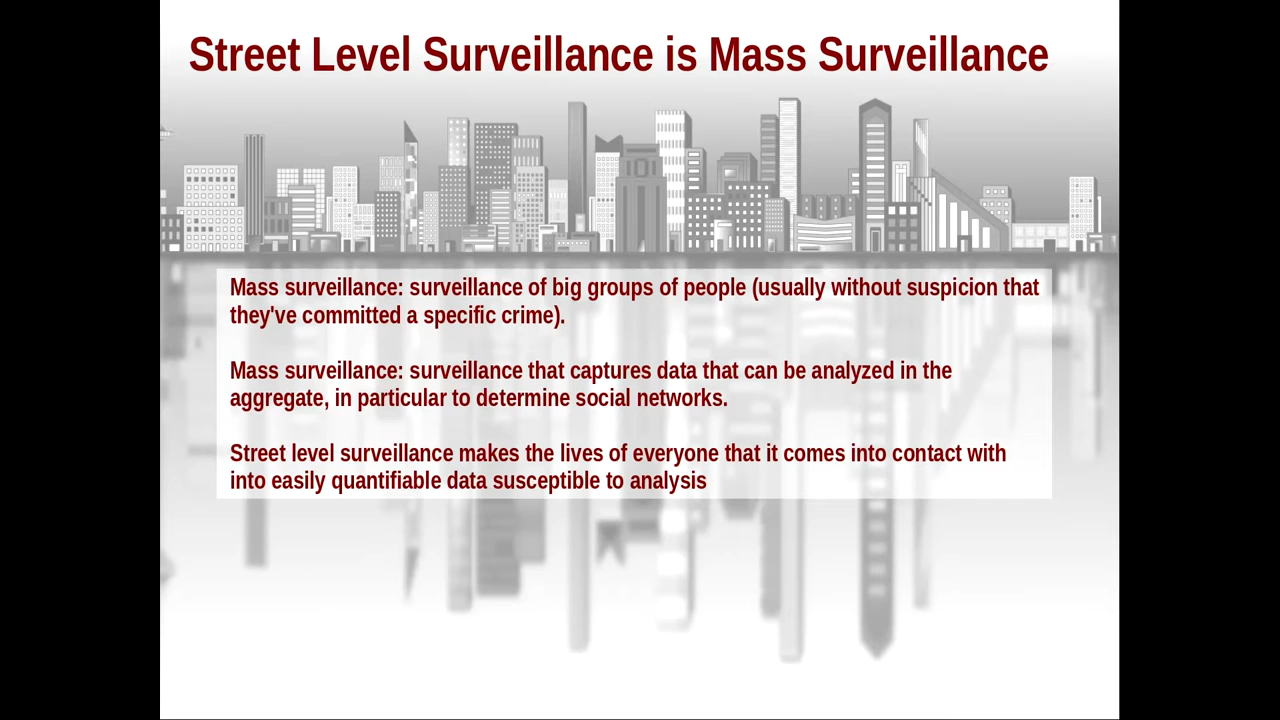 Street Level Surveillance is Mass Surveillance
Mass surveillance: surveillance of big groups of people (usually without suspicion that
they've committed a specific crime).
Mass surveillance: surveillance that captures data that can be analyzed in the
aggregate, in particular to determine social networks.
Street level surveillance makes the lives of everyone that it comes into contact with
into easily quantifiable data susceptible to analysis